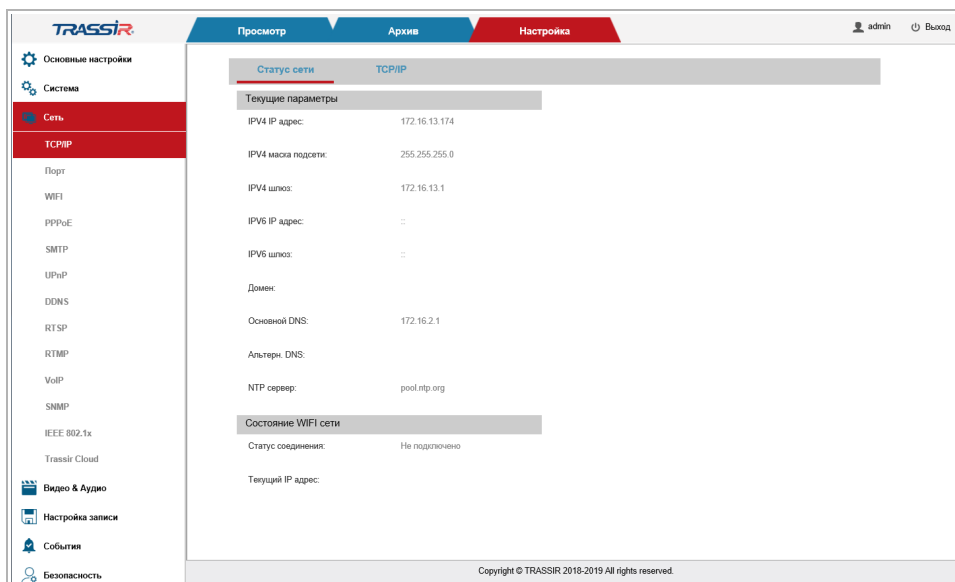 TRASSIR
Просмотр
Архив
Настройка
admin
Выход
Основные настройки
Система
Сеть
TCP/IP
Порт
WIFI
PPPoE
SMTP
UPnP
DDNS
RTSP
RTMP
VoIP
SNMP
IEEE 802.1x
Trassir Cloud
Видео & Аудио
Настройка записи
События
Безопасность
Статус сети
TCP/IP
Текущие параметры
IPV4 IP адрес: 172.16.13.174
IPV4 маска подсети: 255.255.255.0
IPV4 шлюз: 172.16.13.1
IPV6 IP адрес: ::
IPV6 шлюз: ::
Домен:
Основной DNS: 172.16.2.1
Альтерн. DNS:
NTP сервер: pool.ntp.org
Состояние WIFI сети
Статус соединения: Не подключено
Текущий IP адрес:
Copyright © TRASSIR 2018-2019 All rights reserved.